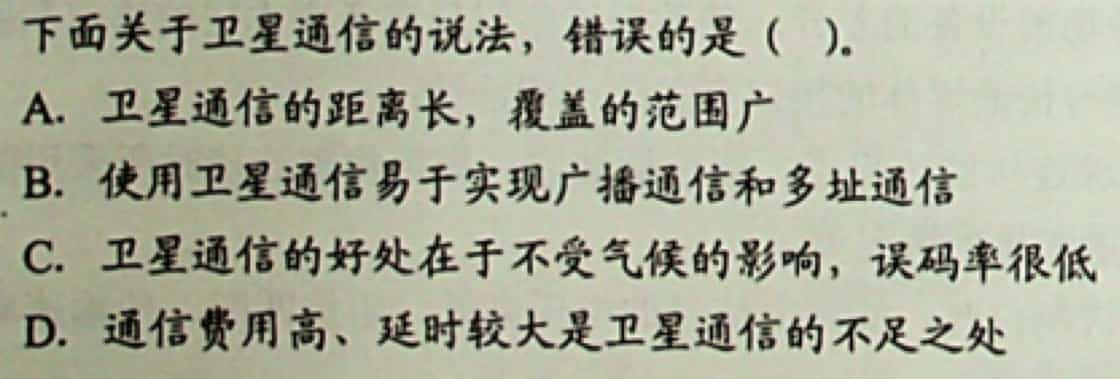 下面关于卫星通信的说法，错误的是（ ）。
A. 卫星通信的距离长，覆盖的范围广
B. 使用卫星通信易于实现广播通信和多址通信
C. 卫星通信的好处在于不受气候的影响，误码率很低
D. 通信费用高、延时较大是卫星通信的不足之处